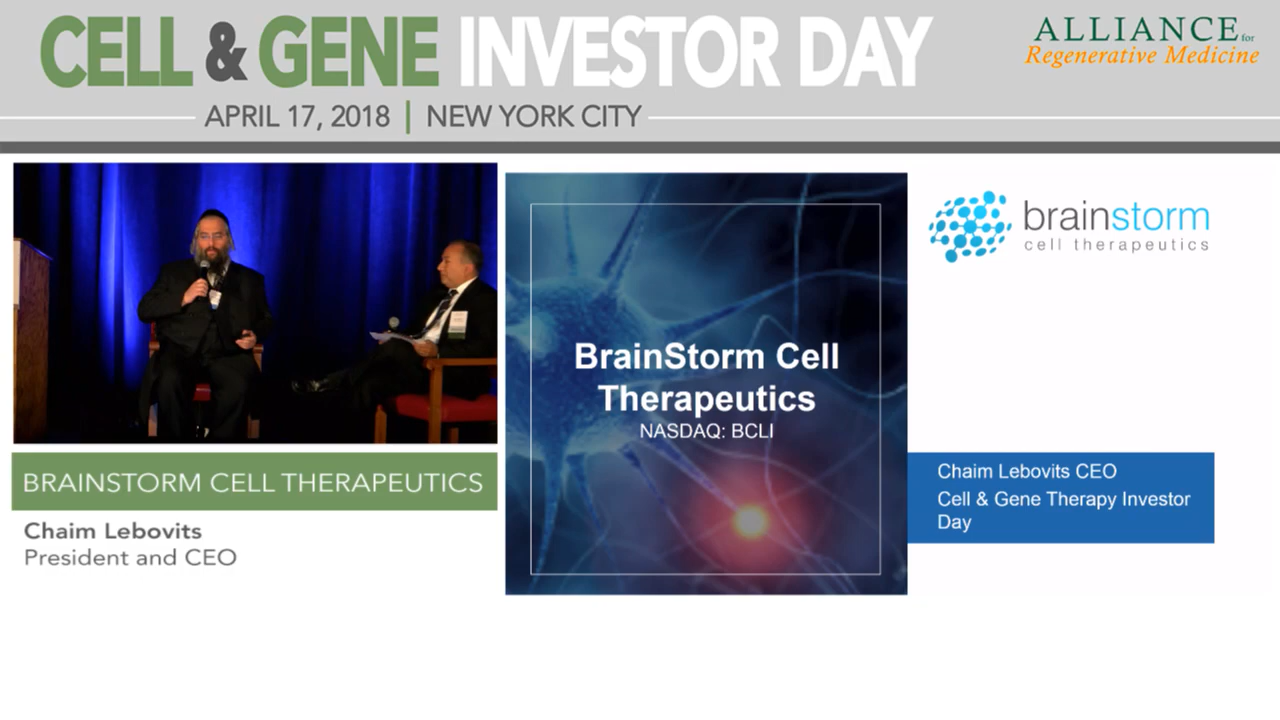 CELL & GENE INVESTOR DAY
APRIL 17, 2018 | NEW YORK CITY
ALLIANCE for
Regenerative Medicine
BrainStorm Cell
Therapeutics
NASDAQ: BCLI
brainstorm
cell therapeutics
BRAINSTORM CELL THERAPEUTICS
Chaim Lebovits
President and CEO
Chaim Lebovits CEO
Cell & Gene Therapy Investor
Day